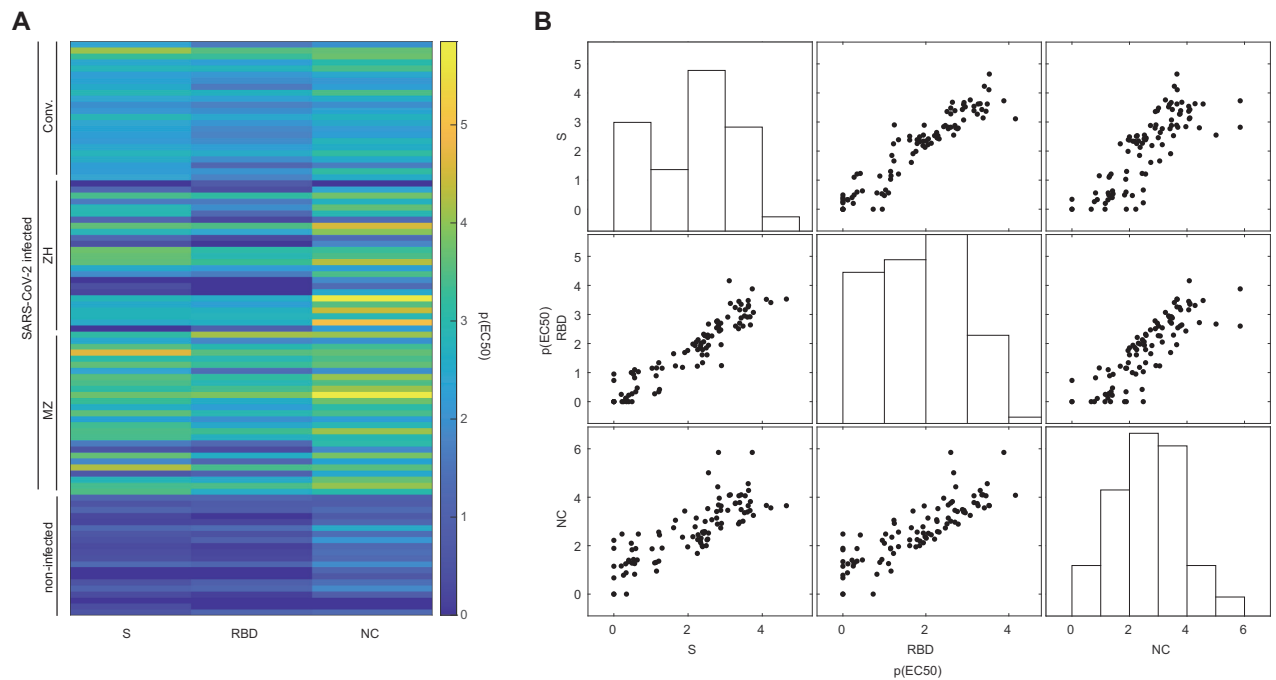 A
Conv.
ZH
MZ
SARS-CoV-2 infected
non-infected
S RBD NC
5
4
3
2
1
0
p(EC50)
B
5
4
3
2
1
0
S
5
4
3
2
1
0
p(EC50)
RBD
6
4
2
0
NC
0 2 4
0 2 4
0 2 4 6
S
RBD
NC
p(EC50)